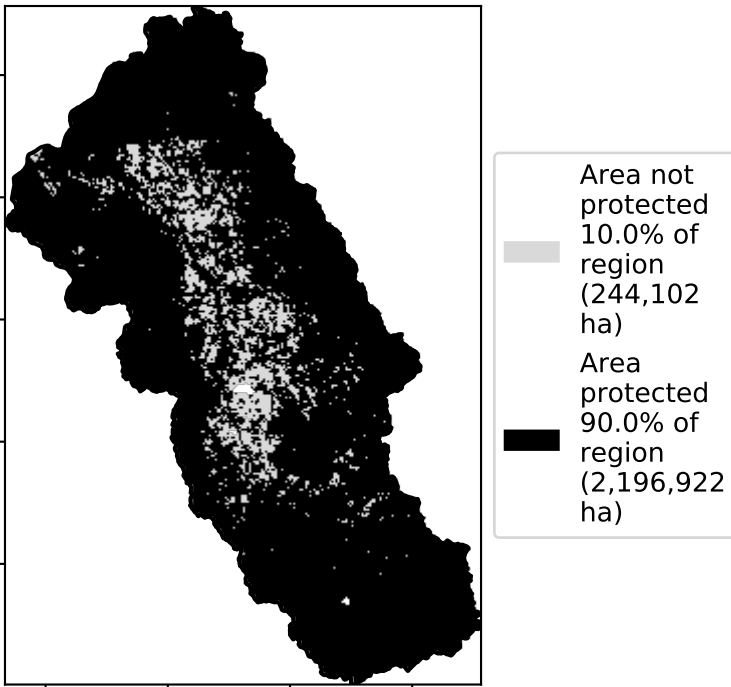 Area not
protected
10.0% of
region
(244,102
ha)
Area
protected
90.0% of
region
(2,196,922
ha)